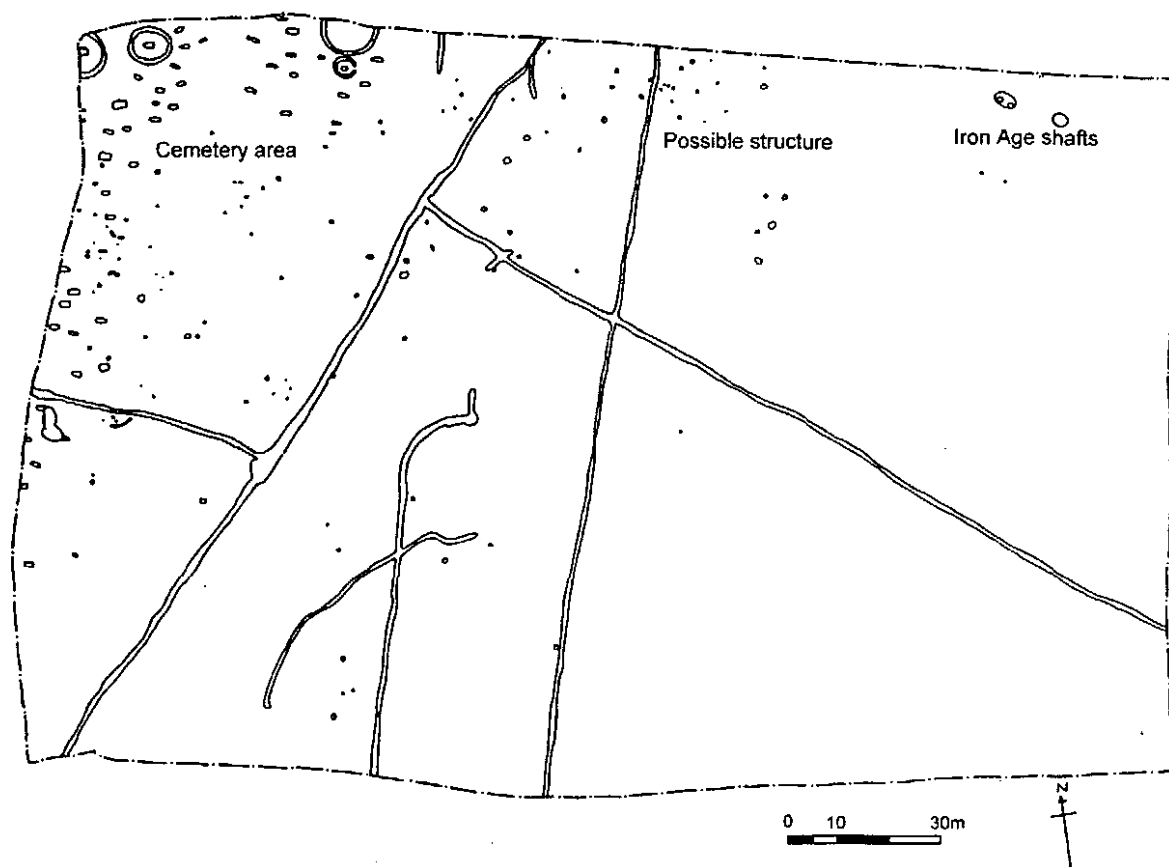 Cemetery area
Possible structure
Iron Age shafts
0 10 30m
N